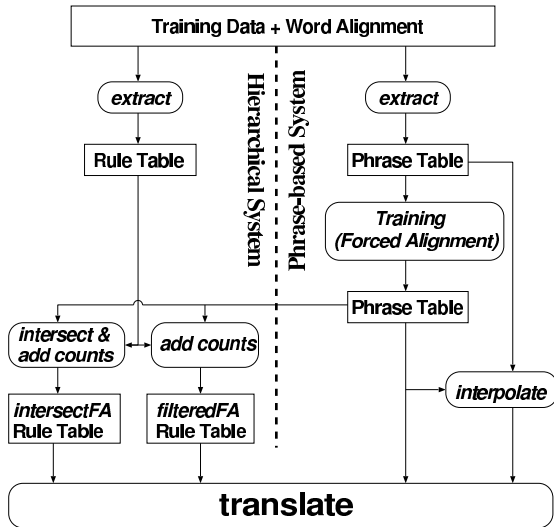 Training Data + Word Alignment
extract
extract
Hierarchical System
Phrase-based System
Rule Table
Phrase Table
Training
(Forced Alignment)
Phrase Table
intersect &
add counts
add counts
interpolate
intersectFA
Rule Table
filteredFA
Rule Table
translate